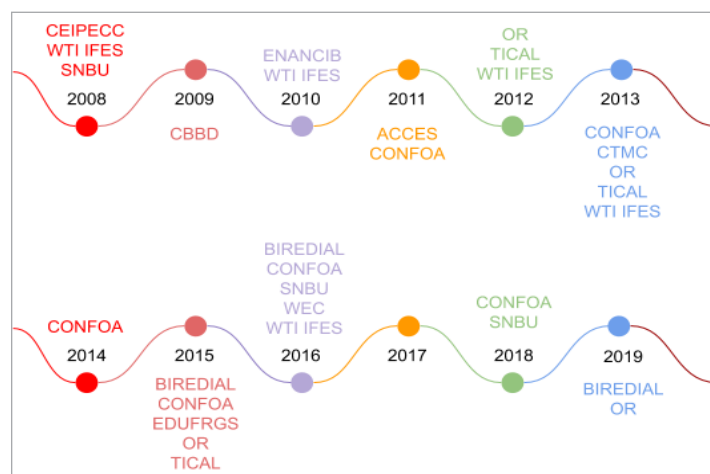 CEIPECC
WTI IFES
SNBU
2008
2009
CBBD
ENANCIB
WTI IFES
2010
2011
ACCES
CONFOA
OR
TICAL
WTI IFES
2012
2013
CONFOA
CTMC
OR
TICAL
WTI IFES
CONFOA
2014
2015
BIREDIAL
CONFOA
EDUFRGS
OR
TICAL
BIREDIAL
CONFOA
SNBU
WEC
WTI IFES
2016
2017
CONFOA
SNBU
2018
2019
BIREDIAL
OR